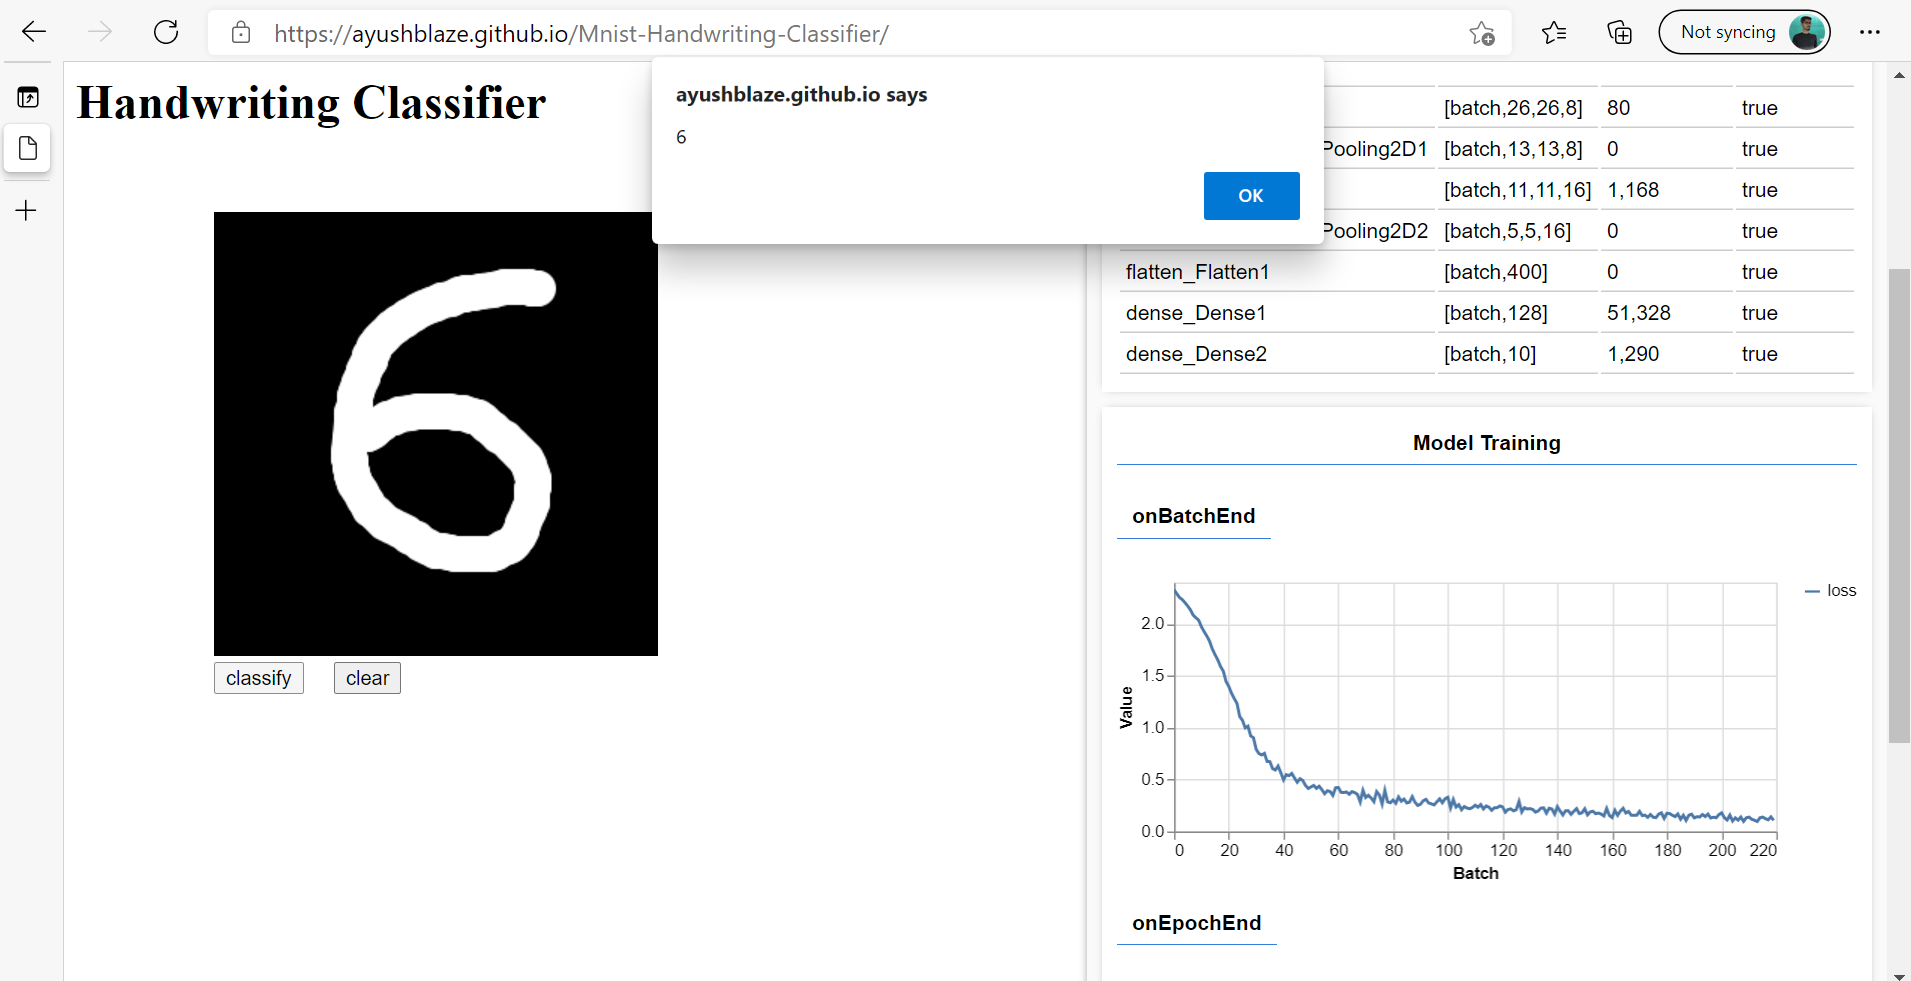 https://ayushblaze.github.io/Mnist-Handwriting-Classifier/
Not syncing
Handwriting Classifier
ayushblaze.github.io says
6
OK
6
classify
clear
[batch,26,26,8] 80 true
Pooling2D1 [batch,13,13,8] 0 true
[batch,11,11,16] 1,168 true
Pooling2D2 [batch,5,5,16] 0 true
flatten_Flatten1 [batch,400] 0 true
dense_Dense1 [batch,128] 51,328 true
dense_Dense2 [batch,10] 1,290 true
Model Training
onBatchEnd
loss
Value
2.0
1.5
1.0
0.5
0.0
0 20 40 60 80 100 120 140 160 180 200 220
Batch
onEpochEnd